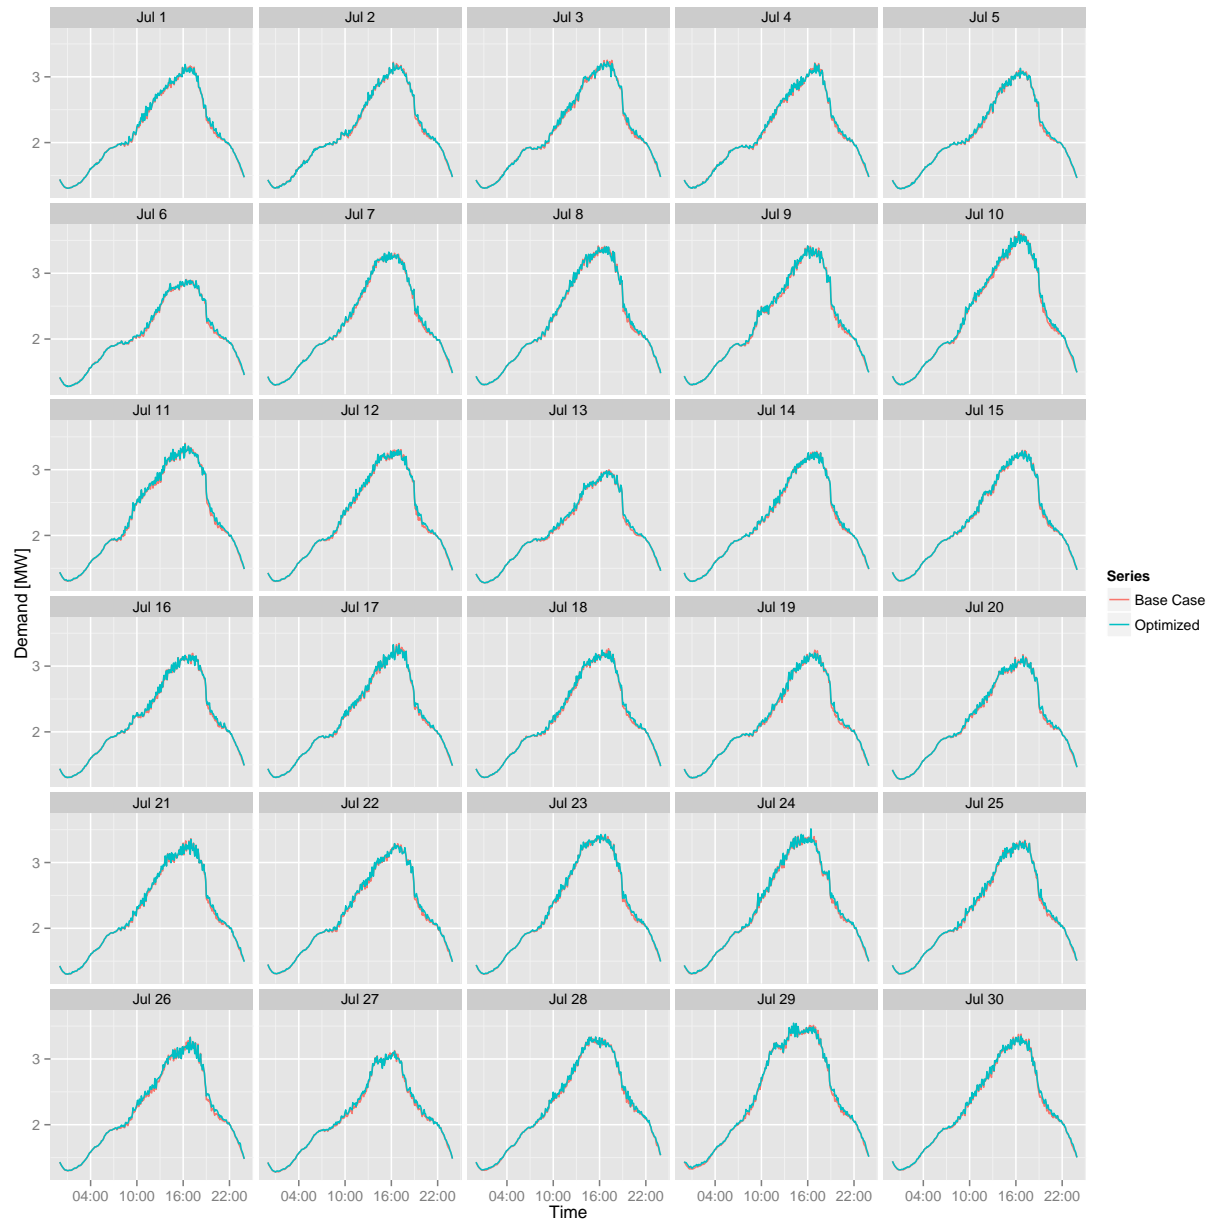 Jul 1 Jul 2 Jul 3 Jul 4 Jul 5
3
2
Jul 6 Jul 7 Jul 8 Jul 9 Jul 10
3
2
Jul 11 Jul 12 Jul 13 Jul 14 Jul 15
3
2
Demand [MW]
Series
Base Case
Optimized
Jul 16 Jul 17 Jul 18 Jul 19 Jul 20
3
2
Jul 21 Jul 22 Jul 23 Jul 24 Jul 25
3
2
Jul 26 Jul 27 Jul 28 Jul 29 Jul 30
3
2
04:00 10:00 16:00 22:00 04:00 10:00 16:00 22:00 04:00 10:00 16:00 22:00 04:00 10:00 16:00 22:00 04:00 10:00 16:00 22:00
Time